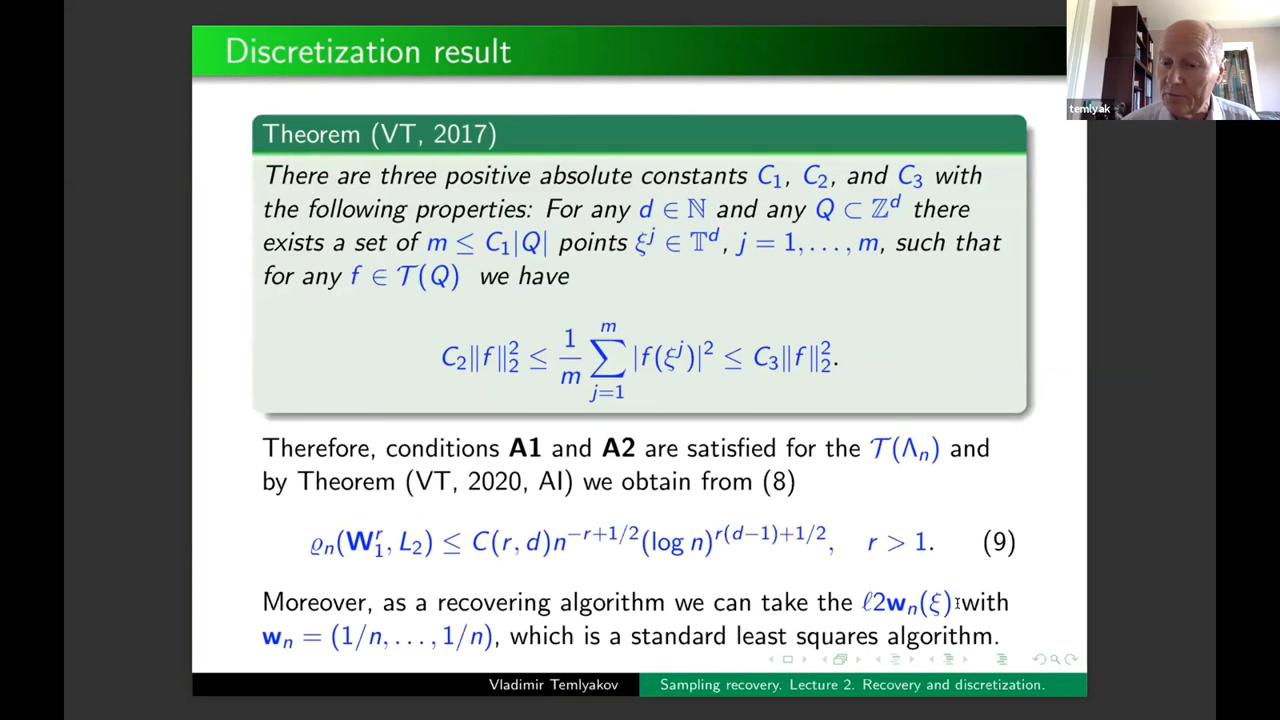 Discretization result
temlyak
Theorem (VT, 2017)
There are three positive absolute constants C₁, C₂, and C₃ with
the following properties: For any d ∈ ℕ and any Q ⊂ ℤᵈ there
exists a set of m ≤ C₁|Q| points ξʲ ∈ 𝕋ᵈ, j = 1, . . . , m, such that
for any f ∈ 𝒯(Q) we have
C₂‖f‖₂² ≤ 1/m ∑_{j=1}^{m} |f(ξʲ)|² ≤ C₃‖f‖₂².
Therefore, conditions A1 and A2 are satisfied for the 𝒯(Λₙ) and
by Theorem (VT, 2020, AI) we obtain from (8)
ϱₙ(W₁ʳ, L₂) ≤ C(r, d)n^{−r+1/2}(log n)^{r(d−1)+1/2}, r > 1. (9)
Moreover, as a recovering algorithm we can take the ℓ2wₙ(ξ) with
wₙ = (1/n, . . . , 1/n), which is a standard least squares algorithm.
Vladimir Temlyakov Sampling recovery. Lecture 2. Recovery and discretization.